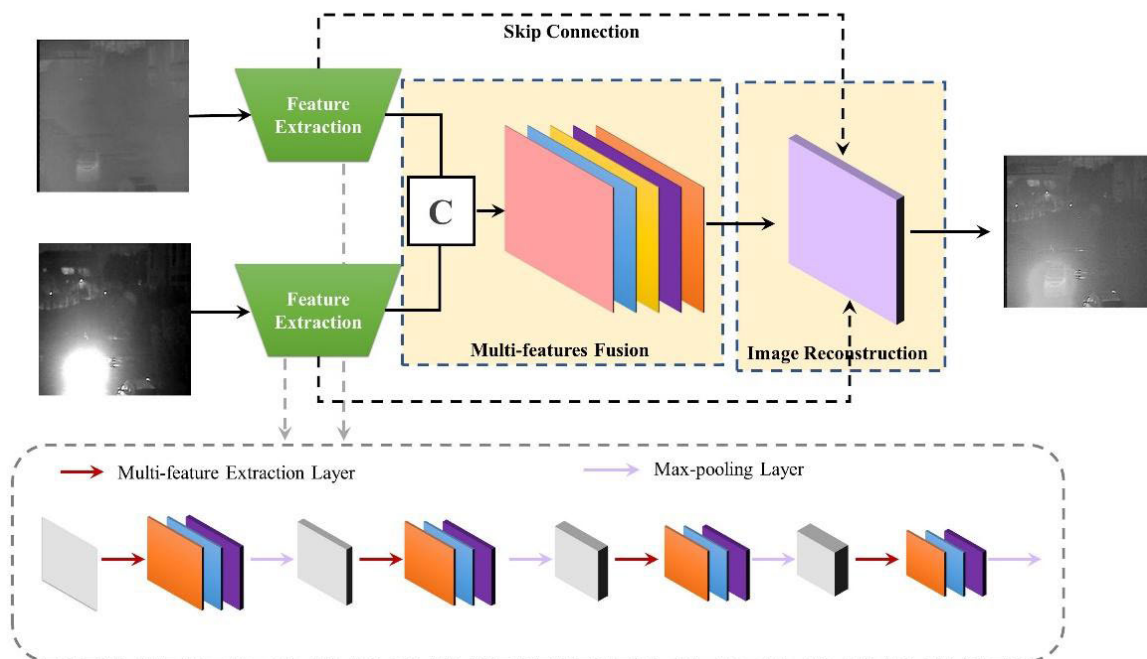 Skip Connection
Feature
Extraction
C
Feature
Extraction
Multi-features Fusion
Image Reconstruction
Multi-feature Extraction Layer
Max-pooling Layer